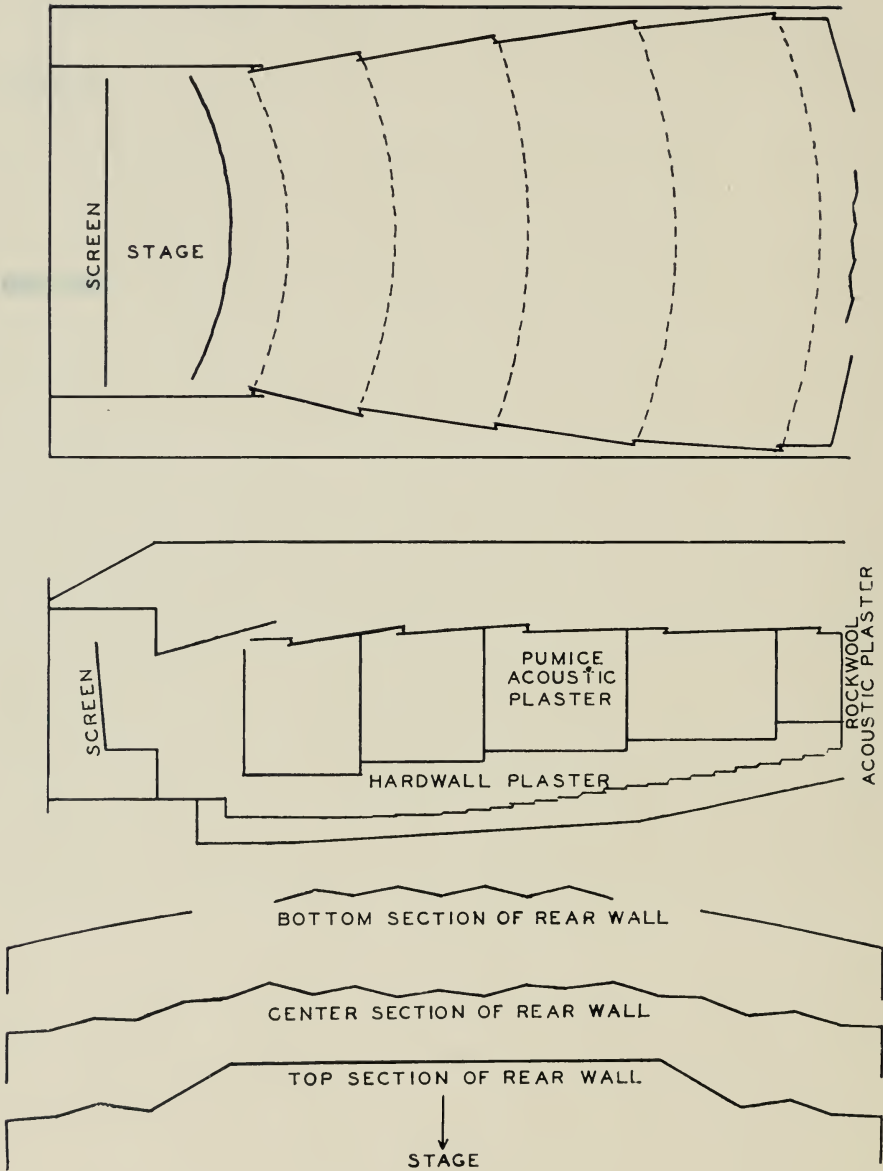 SCREEN
STAGE
SCREEN
PUMICE
ACOUSTIC
PLASTER
HARDWALL PLASTER
ROCKWOOL
ACOUSTIC PLASTER
BOTTOM SECTION OF REAR WALL
CENTER SECTION OF REAR WALL
TOP SECTION OF REAR WALL
STAGE